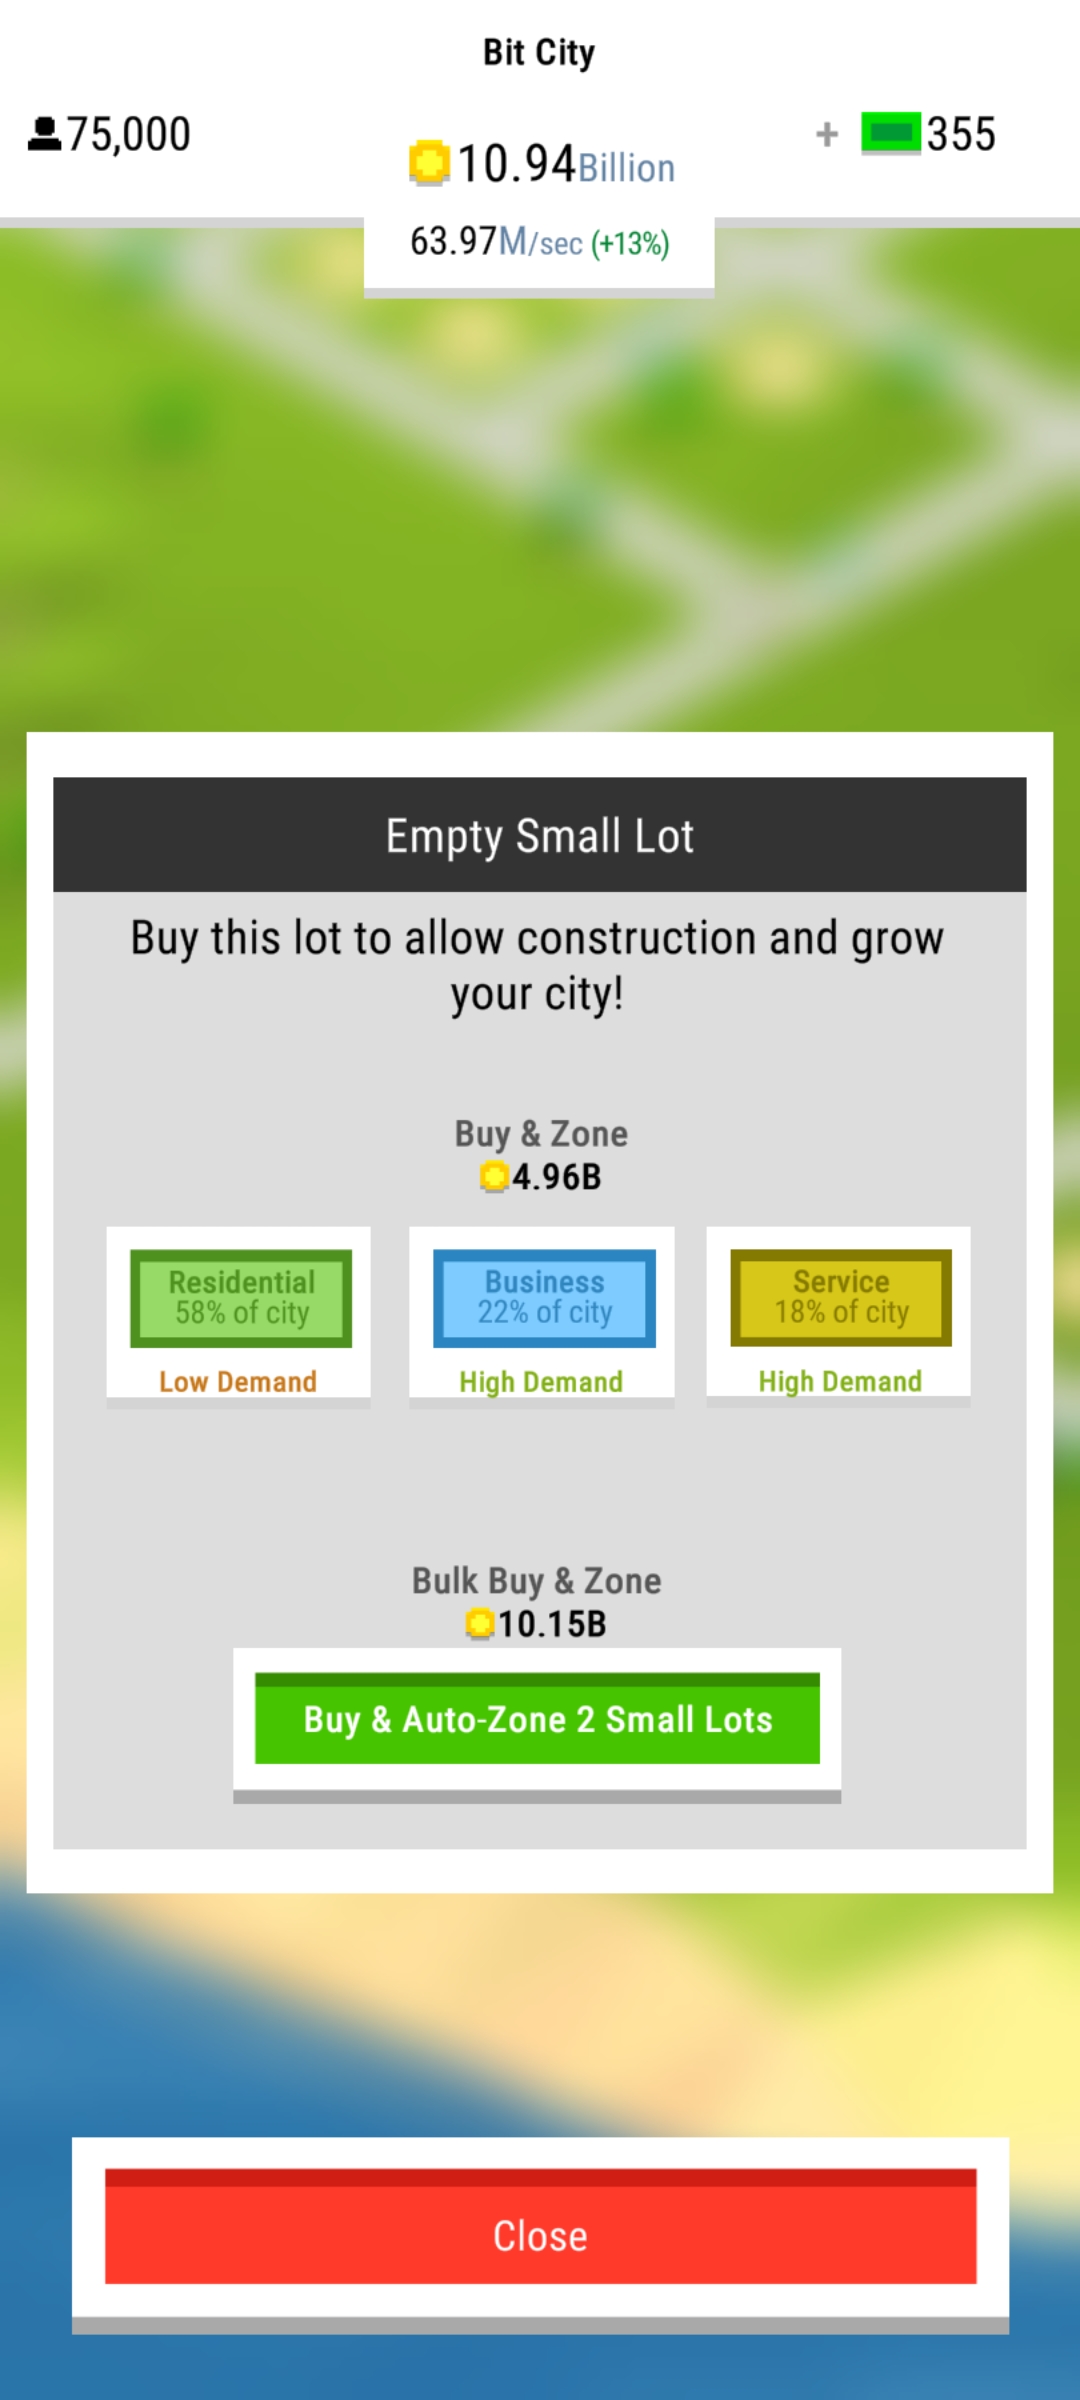 Bit City
75,000
10.94Billion
+ 355
63.97M/sec (+13%)
Empty Small Lot
Buy this lot to allow construction and grow
your city!
Buy & Zone
4.96B
Residential
58% of city
Low Demand
Business
22% of city
High Demand
Service
18% of city
High Demand
Bulk Buy & Zone
10.15B
Buy & Auto-Zone 2 Small Lots
Close